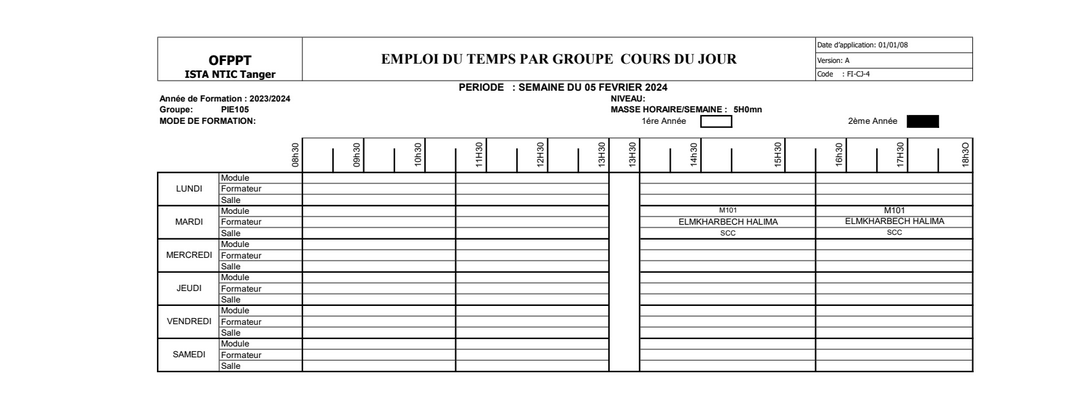 OFPPT
ISTA NTIC Tanger
EMPLOI DU TEMPS PAR GROUPE COURS DU JOUR
Date d'application: 01/01/08
Version: A
Code : FI-CJ-4
PERIODE : SEMAINE DU 05 FEVRIER 2024
Année de Formation : 2023/2024
NIVEAU:
Groupe: PIE105
MASSE HORAIRE/SEMAINE : 5H0mn
MODE DE FORMATION:
1ére Année
2ème Année
08h30 09h30 10h30 11H30 12H30 13H30 13H30 14h30 15H30 16h30 17H30 18h3O
LUNDI
Module
Formateur
Salle
MARDI
Module M101 M101
Formateur ELMKHARBECH HALIMA ELMKHARBECH HALIMA
Salle SCC SCC
MERCREDI
Module
Formateur
Salle
JEUDI
Module
Formateur
Salle
VENDREDI
Module
Formateur
Salle
SAMEDI
Module
Formateur
Salle